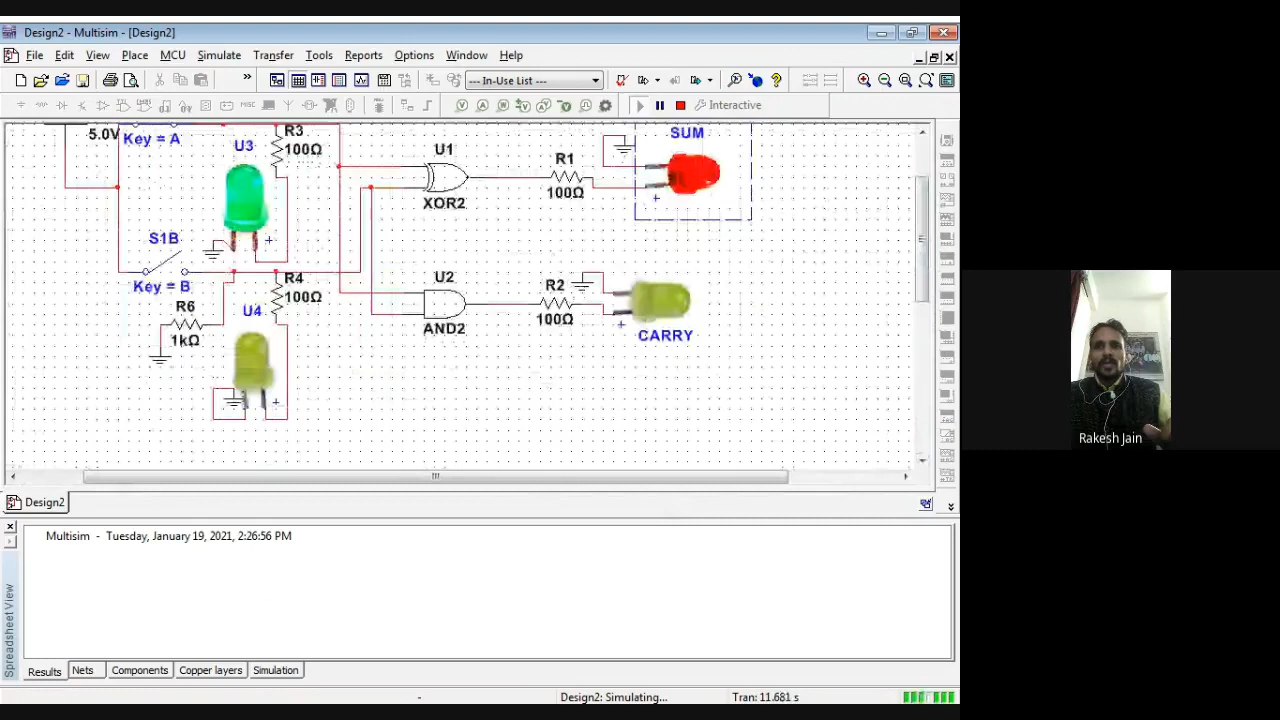 Design2 - Multisim - [Design2]
File Edit View Place MCU Simulate Transfer Tools Reports Options Window Help
--- In-Use List ---
Interactive
5.0V
Key = A
R3
100Ω
U3
U1
XOR2
R1
100Ω
SUM
+
+
S1B
Key = B
R4
100Ω
U2
AND2
R2
100Ω
+
CARRY
R6
1kΩ
U4
+
Design2
Multisim - Tuesday, January 19, 2021, 2:26:56 PM
Spreadsheet View
Results Nets Components Copper layers Simulation
- Design2: Simulating... Tran: 11.681 s
Rakesh Jain